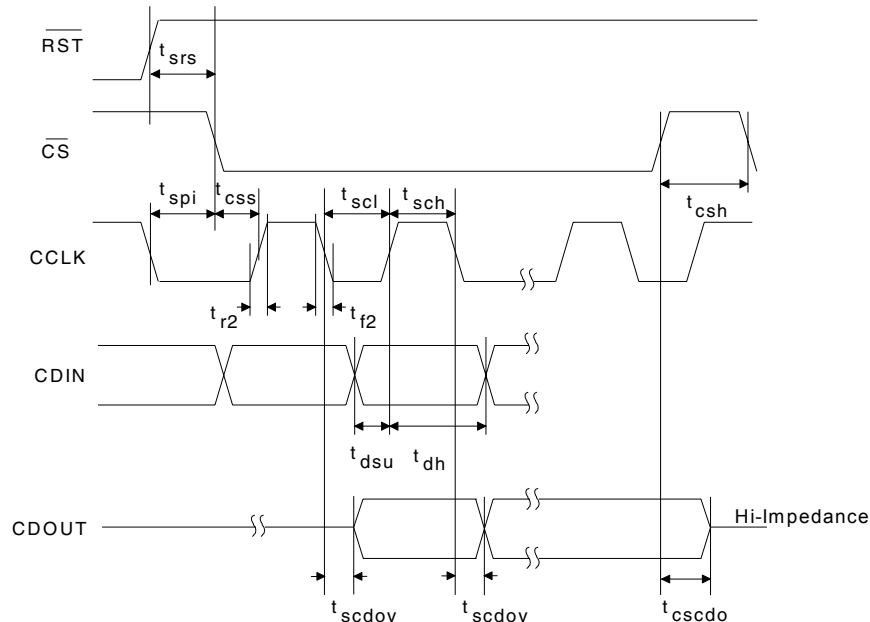 RST
t srs
CS
t spi
t css
t scl
t sch
t csh
CCLK
t r2
t f2
CDIN
t dsu
t dh
CDOUT
Hi-Impedance
t scdov
t scdov
t cscdo